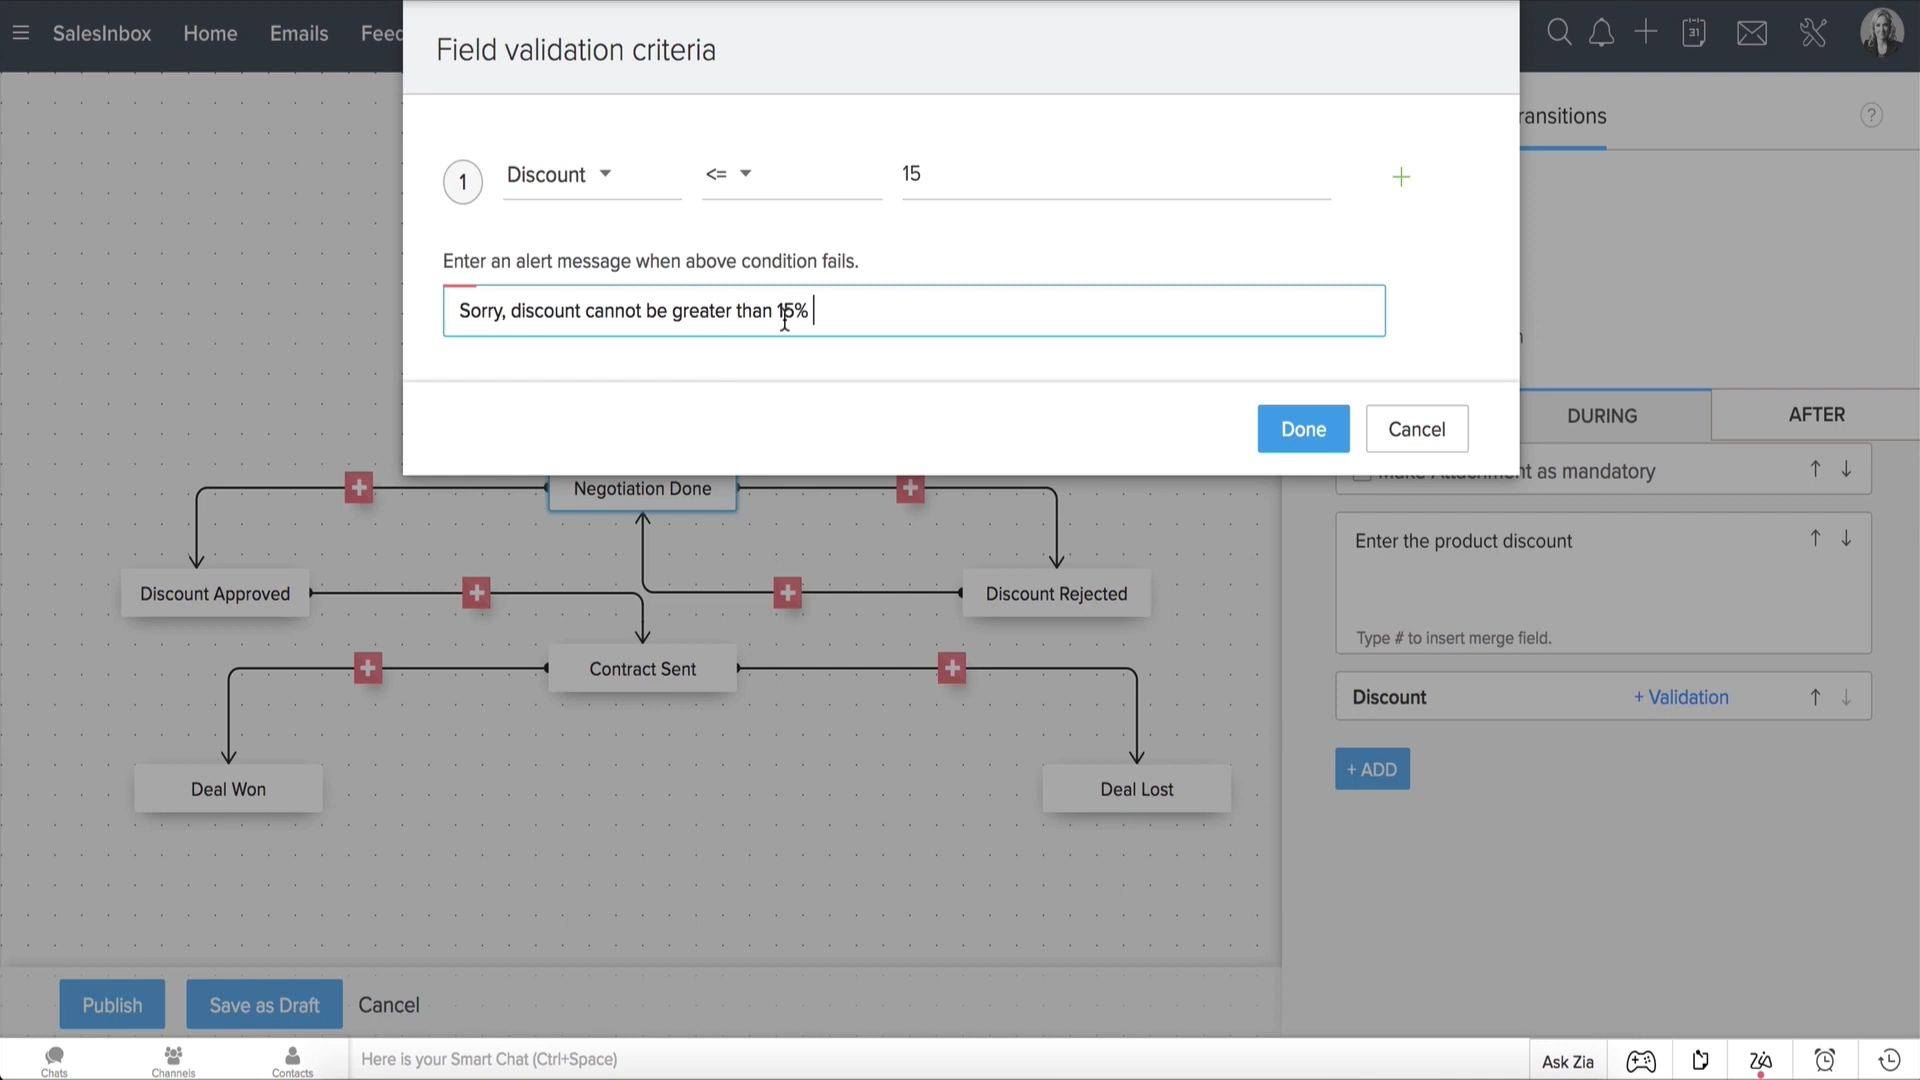 SalesInbox Home Emails Feed
Field validation criteria
31
ransitions
?
1 Discount <= 15
Enter an alert message when above condition fails.
Sorry, discount cannot be greater than 15%
Done Cancel
DURING AFTER
Make Attachment as mandatory
Negotiation Done
Enter the product discount
Discount Approved
Discount Rejected
Type # to insert merge field.
Contract Sent
Discount + Validation
+ ADD
Deal Won
Deal Lost
Publish Save as Draft Cancel
Chats Channels Contacts
Here is your Smart Chat (Ctrl+Space)
Ask Zia